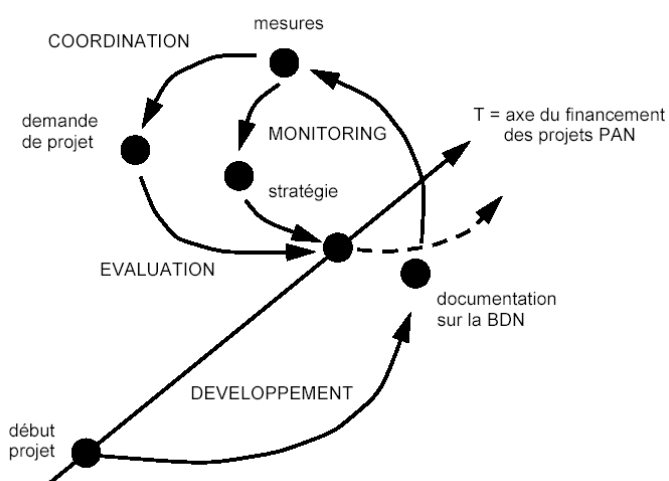 mesures
COORDINATION
T = axe du financement
des projets PAN
demande
de projet
MONITORING
stratégie
EVALUATION
documentation
sur la BDN
DEVELOPPEMENT
début
projet